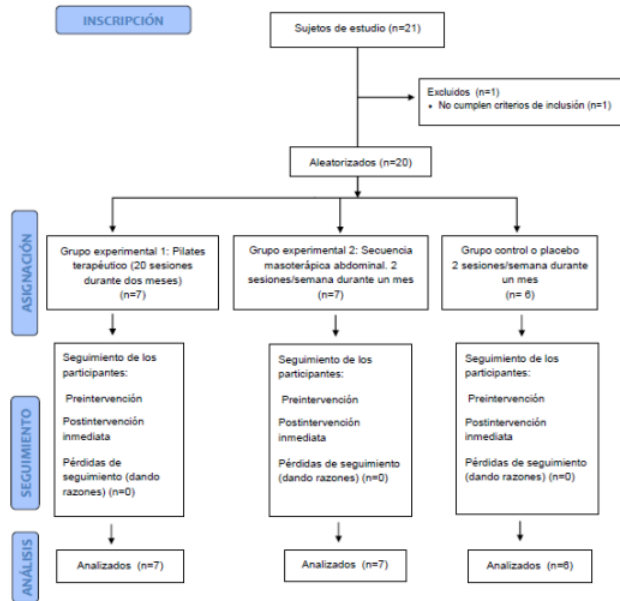 INSCRIPCIÓN
Sujetos de estudio (n=21)
Excluidos (n=1)
• No cumplen criterios de inclusión (n=1)
Aleatorizados (n=20)
ASIGNACIÓN
Grupo experimental 1: Pilates
terapéutico (20 sesiones
durante dos meses)
(n=7)
Grupo experimental 2: Secuencia
masoterápica abdominal. 2
sesiones/semana durante un mes
(n=7)
Grupo control o placebo
2 sesiones/semana durante
un mes
(n= 6)
SEGUIMIENTO
Seguimiento de los
participantes:
Preintervención
Postintervención
inmediata
Pérdidas de
seguimiento (dando
razones) (n=0)
Seguimiento de los
participantes:
Preintervención
Postintervención
inmediata
Pérdidas de seguimiento
(dando razones) (n=0)
Seguimiento de los
participantes:
Preintervención
Postintervención
inmediata
Pérdidas de seguimiento
(dando razones) (n=0)
ANÁLISIS
Analizados (n=7)
Analizados (n=7)
Analizados (n=6)